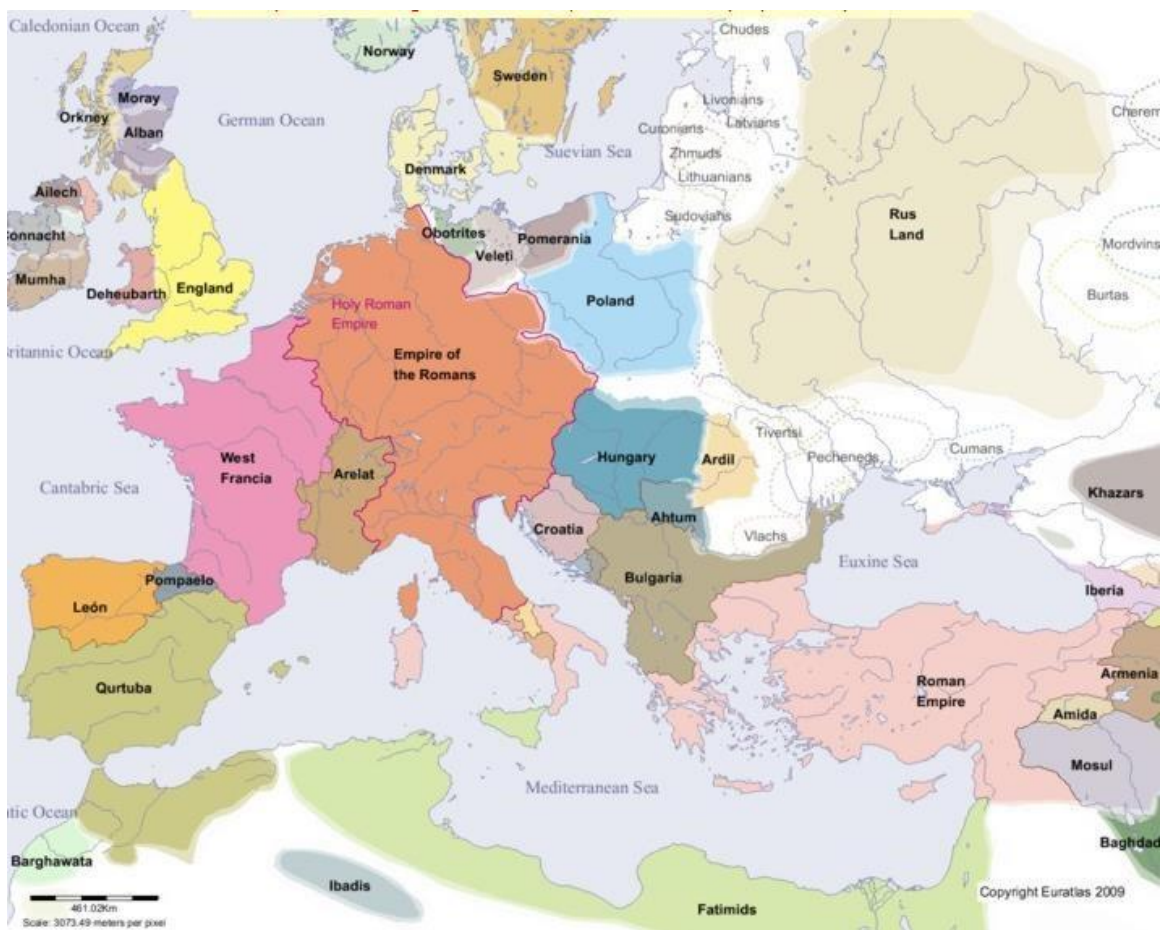 Caledonian Ocean
Norway
Sweden
Chudes
Moray
Orkney
Alban
German Ocean
Livonians
Latvians
Cherem
Curonians
Suevian Sea
Zhmuds
Denmark
Lithuanians
Ailech
Sudovians
Rus
Land
Connacht
Obotrites
Pomerania
Veleti
Mordvins
Mumha
Deheubarth
England
Burtas
Holy Roman
Empire
Poland
Britannic Ocean
Empire of
the Romans
Tivertsi
West
Francia
Hungary
Ardil
Cumans
Arelat
Pecheneds
Cantabric Sea
Khazars
Croatia
Ahtum
Vlachs
Euxine Sea
Pompaelo
Bulgaria
Iberia
León
Qurtuba
Roman
Empire
Armenia
Amida
Mosul
Mediterranean Sea
ntic Ocean
Barghawata
Baghdad
Ibadis
Copyright Euratlas 2009
Fatimids
461.02Km
Scale: 3073.49 meters per pixel